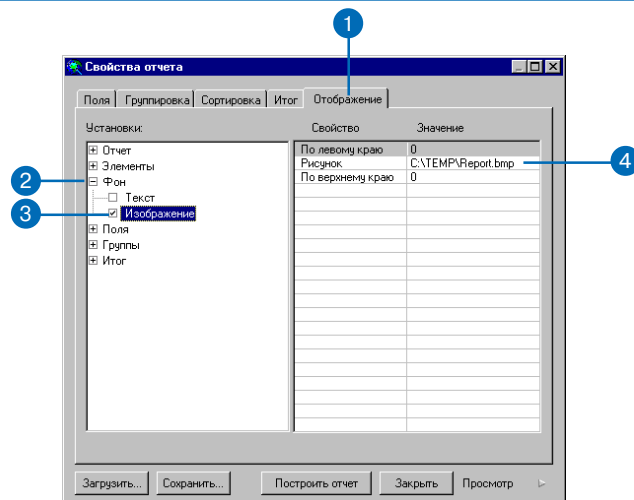 1
Свойства отчета
Поля Группировка Сортировка Итог Отображение
Установки: Свойство Значение
Отчет По левому краю 0
Элементы Рисунок C:\TEMP\Report.bmp 4
2 Фон По верхнему краю 0
Текст
3 Изображение
Поля
Группы
Итог
Загрузить... Сохранить... Построить отчет Закрыть Просмотр